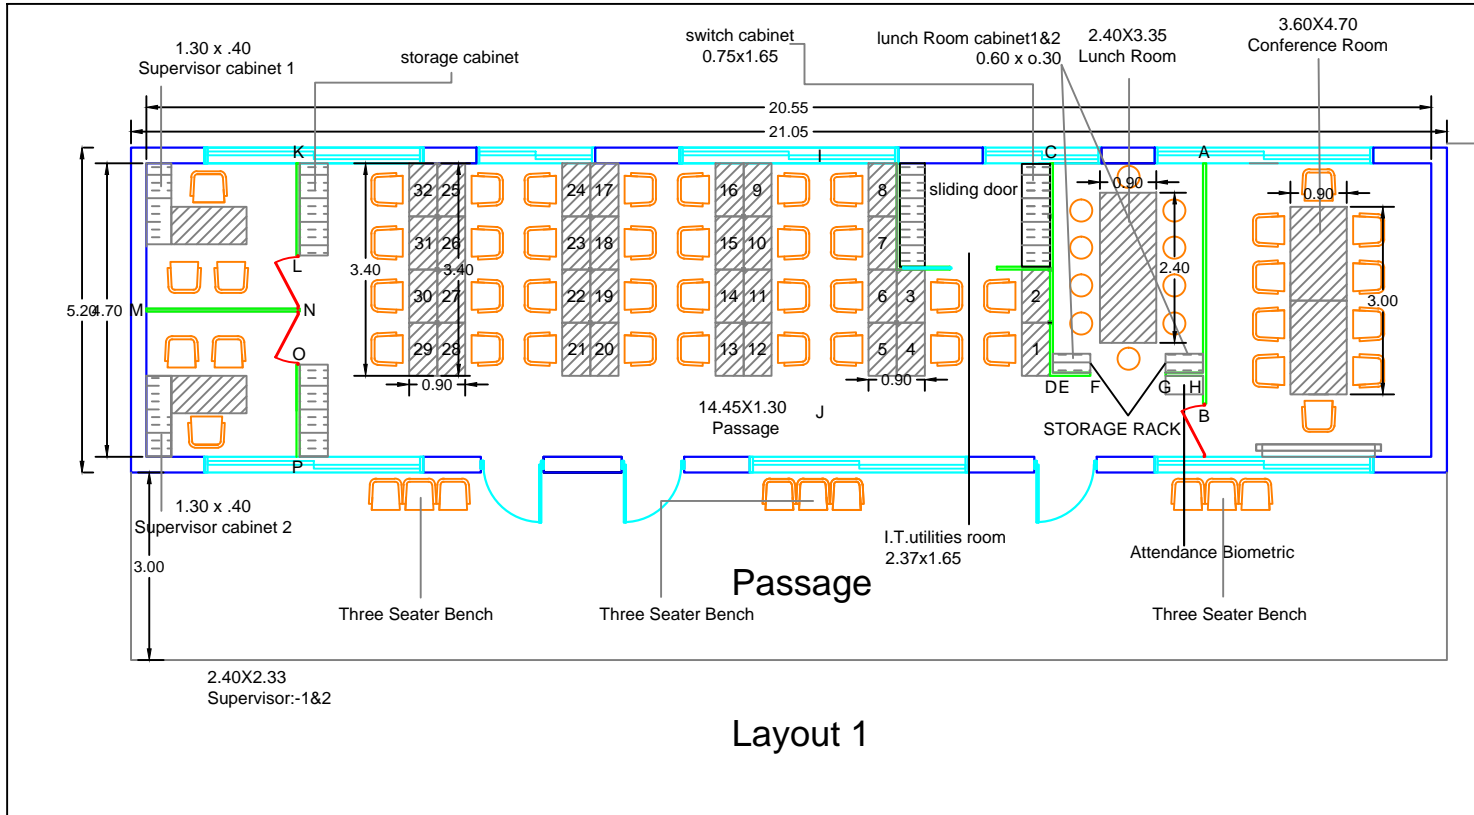 1.30 x .40
Supervisor cabinet 1
storage cabinet
switch cabinet
0.75x1.65
lunch Room cabinet1&2
0.60 x o.30
2.40X3.35
Lunch Room
3.60X4.70
Conference Room
20.55
21.05
K
I
C
A
32 25
24 17
16 9
8
sliding door
0.90
0.90
31 26
23 18
15 10
7
L
3.40
3.40
2.40
5.20
4.70
M
N
30 27
22 19
14 11
6 3
2
3.00
O
29 28
21 20
13 12
5 4
1
0.90
0.90
D E F G H
14.45X1.30
Passage
J
STORAGE RACK
B
P
1.30 x .40
Supervisor cabinet 2
I.T.utilities room
2.37x1.65
Attendance Biometric
3.00
Passage
Three Seater Bench
Three Seater Bench
Three Seater Bench
2.40X2.33
Supervisor:-1&2
Layout 1